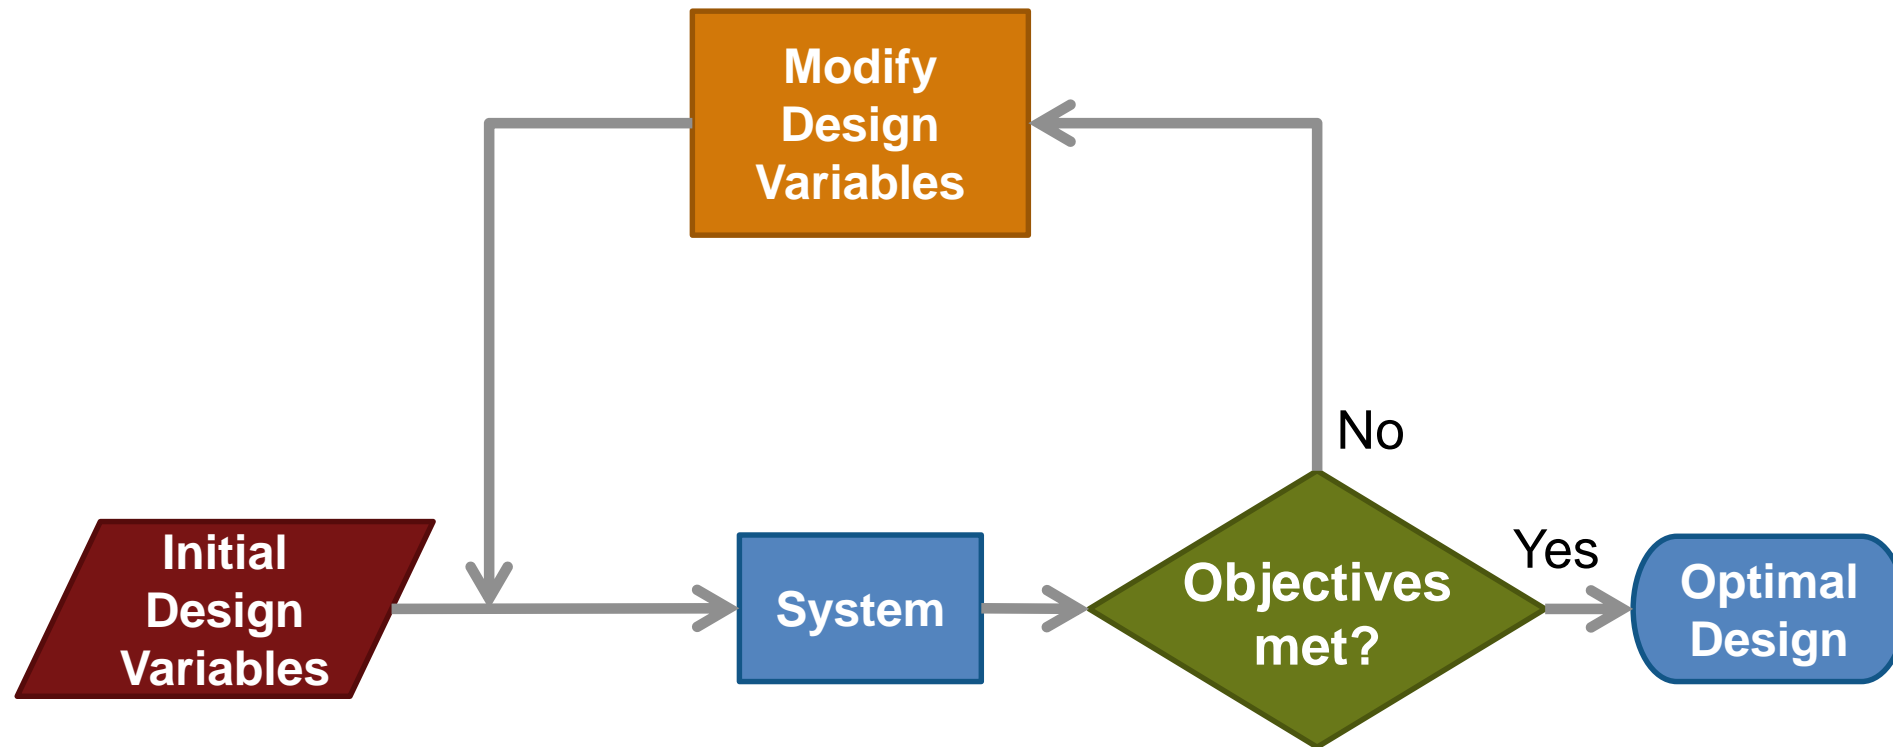 Modify
Design
Variables
No
Initial
Design
Variables
System
Objectives
met?
Yes
Optimal
Design